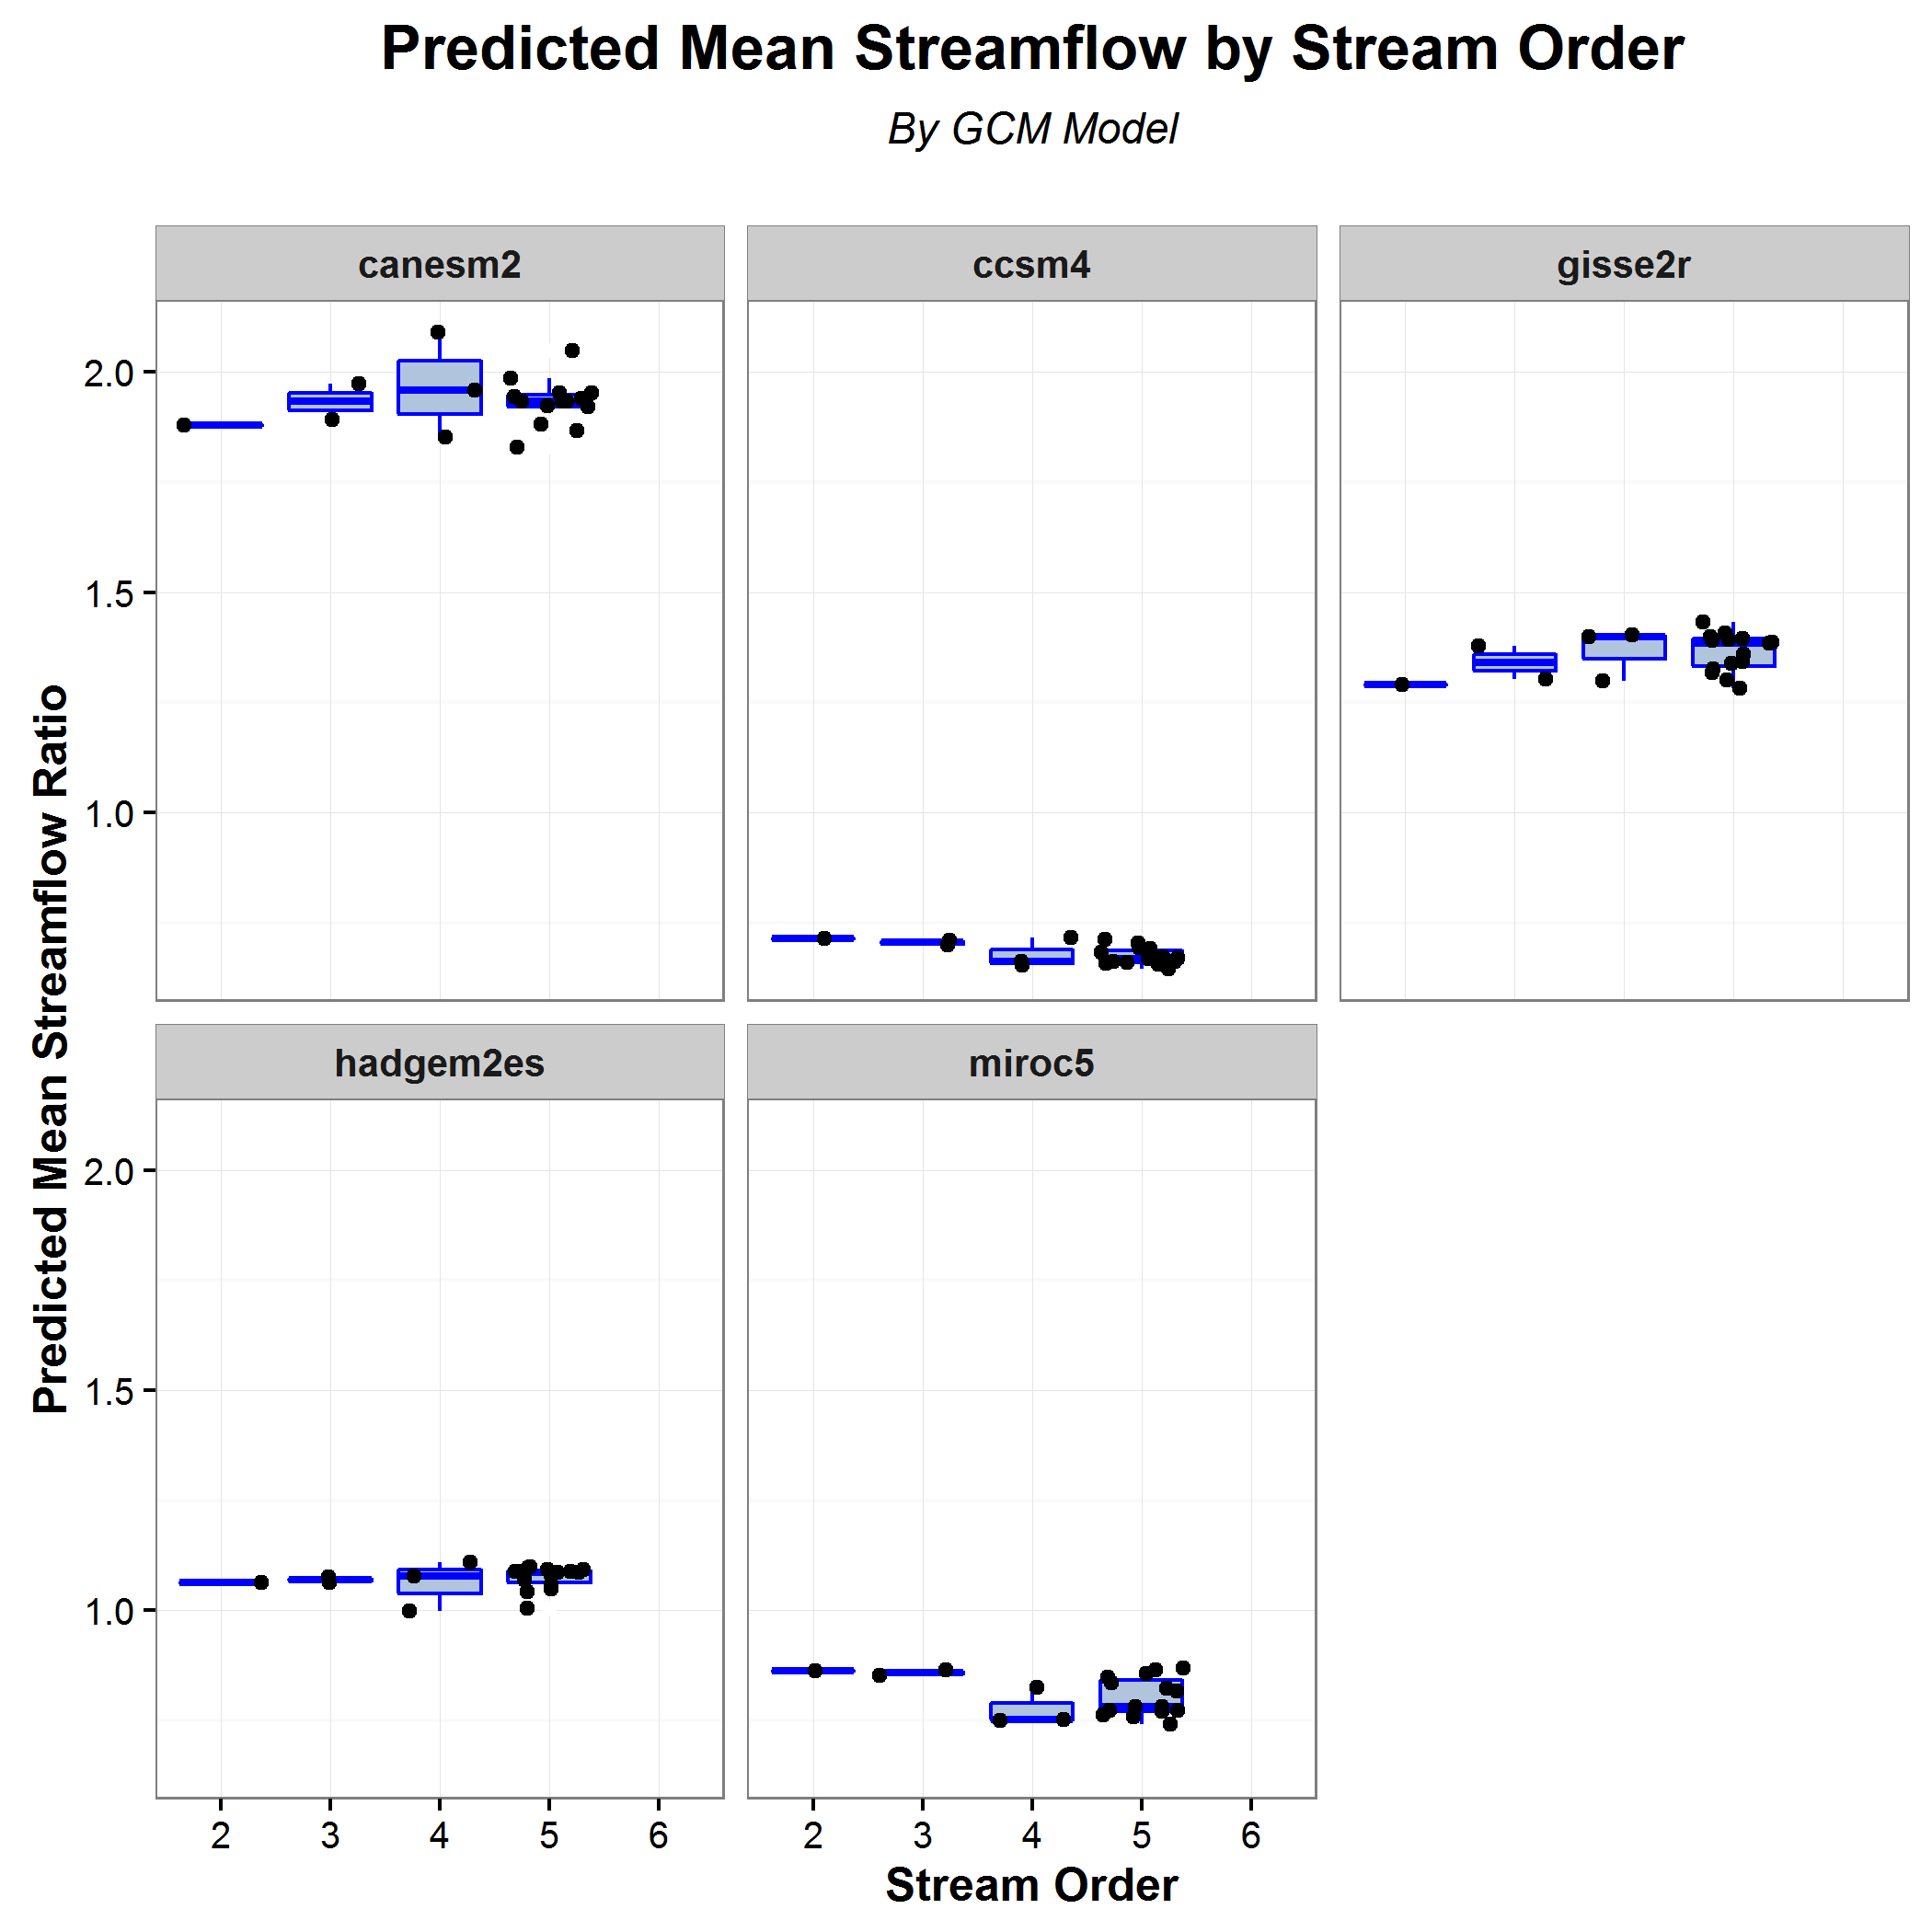 Predicted Mean Streamflow by Stream Order
By GCM Model
canesm2
ccsm4
gisse2r
2.0
1.5
1.0
Predicted Mean Streamflow Ratio
hadgem2es
miroc5
2.0
1.5
1.0
2 3 4 5 6
2 3 4 5 6
Stream Order